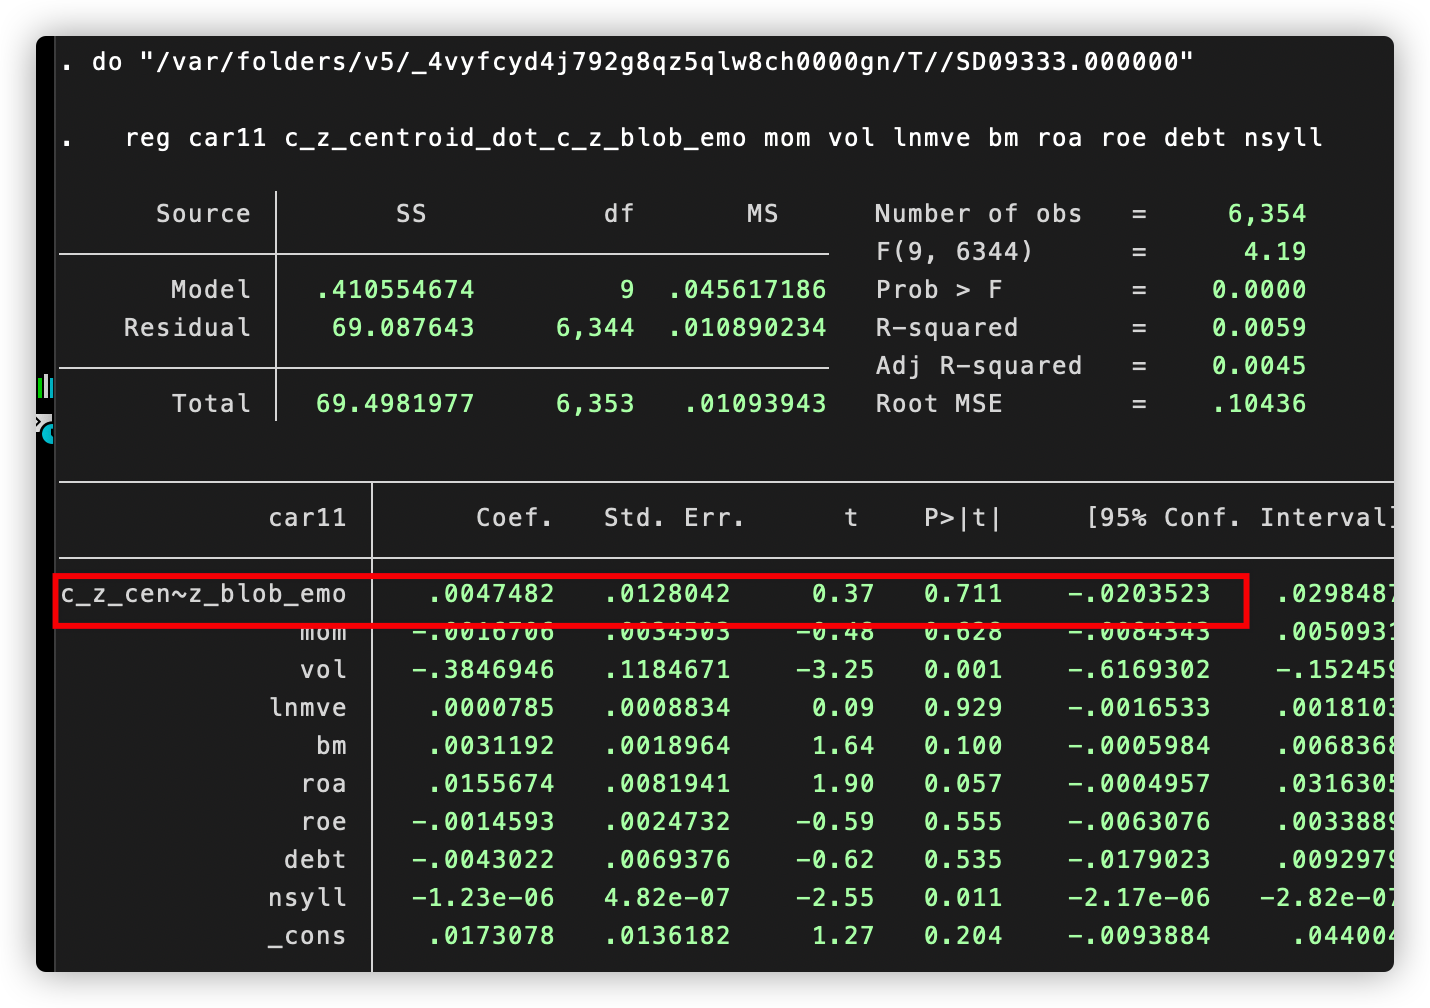 . do "/var/folders/v5/_4vyfcyd4j792g8qz5qlw8ch0000gn/T//SD09333.000000"
. reg car11 c_z_centroid_dot_c_z_blob_emo mom vol lnmve bm roa roe debt nsyll
Source SS df MS Number of obs = 6,354
F(9, 6344) = 4.19
Model .410554674 9 .045617186 Prob > F = 0.0000
Residual 69.087643 6,344 .010890234 R-squared = 0.0059
Adj R-squared = 0.0045
Total 69.4981977 6,353 .01093943 Root MSE = .10436
car11 Coef. Std. Err. t P>|t| [95% Conf. Interval]
c_z_cen~z_blob_emo .0047482 .0128042 0.37 0.711 -.0203523 .0298487
mom -.0016706 .0034503 -0.48 0.628 -.0084343 .0050931
vol -.3846946 .1184671 -3.25 0.001 -.6169302 -.152459
lnmve .0000785 .0008834 0.09 0.929 -.0016533 .0018103
bm .0031192 .0018964 1.64 0.100 -.0005984 .0068368
roa .0155674 .0081941 1.90 0.057 -.0004957 .0316305
roe -.0014593 .0024732 -0.59 0.555 -.0063076 .0033889
debt -.0043022 .0069376 -0.62 0.535 -.0179023 .0092979
nsyll -1.23e-06 4.82e-07 -2.55 0.011 -2.17e-06 -2.82e-07
_cons .0173078 .0136182 1.27 0.204 -.0093884 .044004